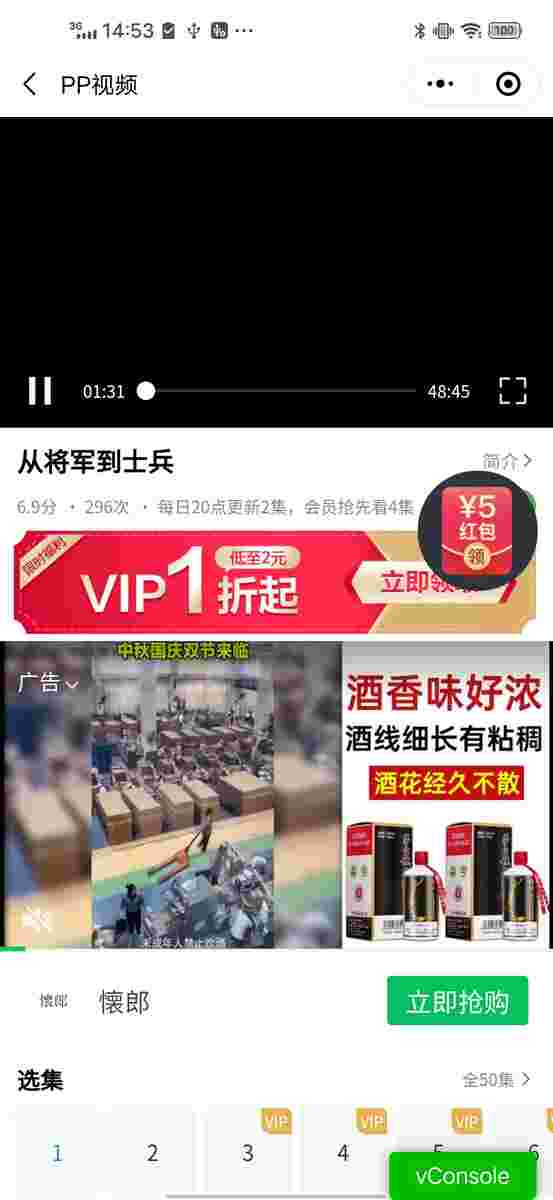 3G 14:53 100
PP视频
01:31 48:45
从将军到士兵 简介
6.9分 · 296次 · 每日20点更新2集，会员抢先看4集
¥5
红包
领
限时福利
VIP1折起
低至2元
立即领
中秋国庆双节来临
广告
酒香味好浓
酒线细长有粘稠
酒花经久不散
未成年人禁止饮酒
懐郎 懐郎 立即抢购
选集 全50集
VIP VIP VIP
1 2 3 4 5 6
vConsole